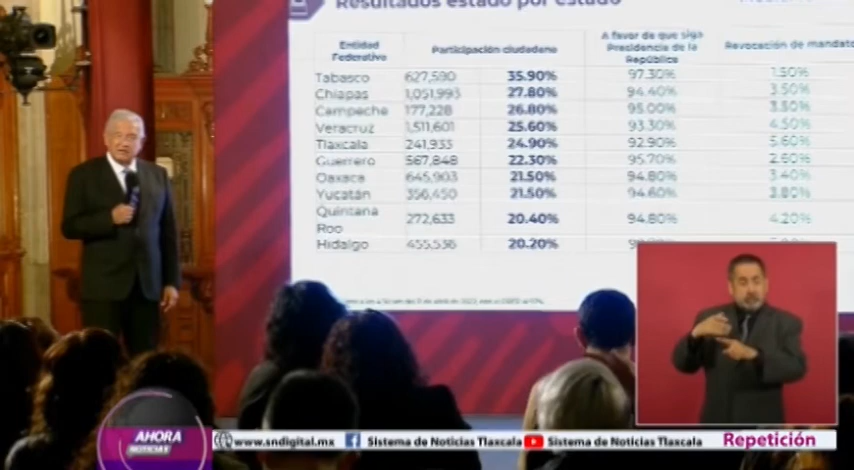 Resultados estado por estado
Entidad Federativa Participación ciudadana A favor de que siga Presidencia de la República Revocación de mandato
Tabasco 627,590 35.90% 97.30% 1.50%
Chiapas 1,051,993 27.80% 94.40% 3.50%
Campeche 177,228 26.80% 95.00% 3.30%
Veracruz 1,511,601 25.60% 93.30% 4.50%
Tlaxcala 241,933 24.90% 92.90% 5.60%
Guerrero 567,848 22.30% 95.70% 2.60%
Oaxaca 645,903 21.50% 94.80% 3.40%
Yucatán 356,450 21.50% 94.60% 3.80%
Quintana Roo 272,633 20.40% 94.80% 4.20%
Hidalgo 455,536 20.20%
AHORA
NOTICIAS
www.sndigital.mx Sistema de Noticias Tlaxcala Sistema de Noticias Tlaxcala Repetición